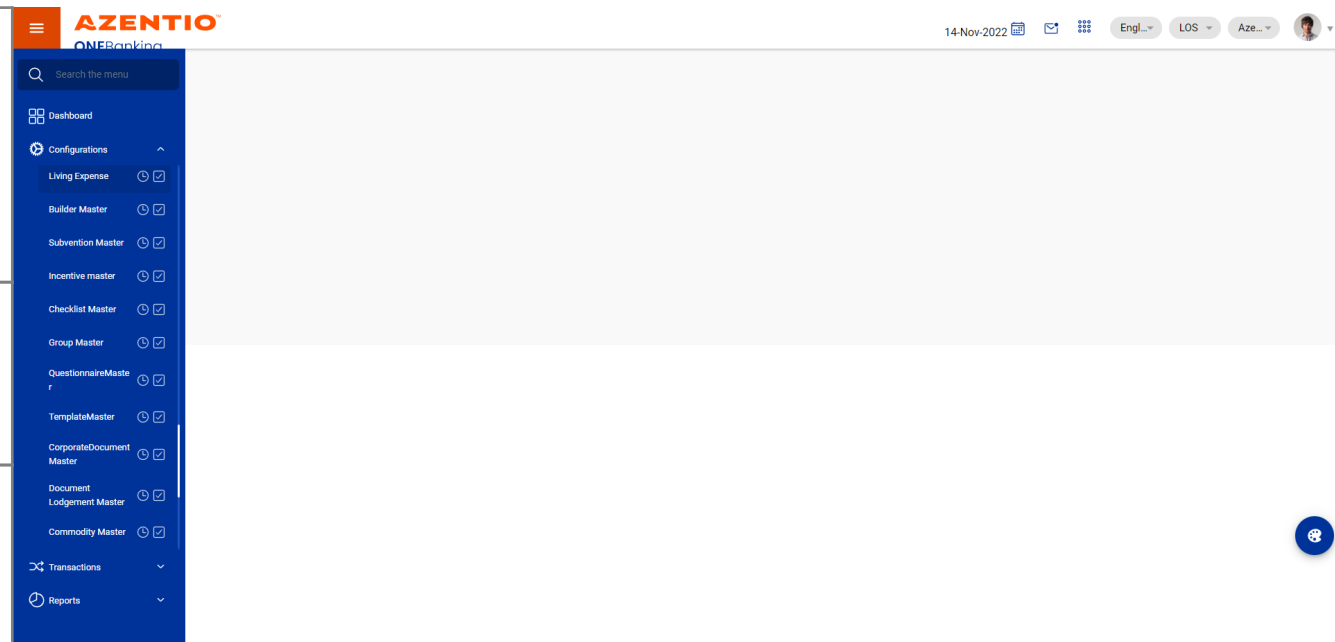 AZENTIO™
ONEBanking
14-Nov-2022
Engl...
LOS
Aze...
Search the menu
Dashboard
Configurations
Living Expense
Builder Master
Subvention Master
Incentive master
Checklist Master
Group Master
QuestionnaireMaste
r
TemplateMaster
CorporateDocument
Master
Document
Lodgement Master
Commodity Master
Transactions
Reports